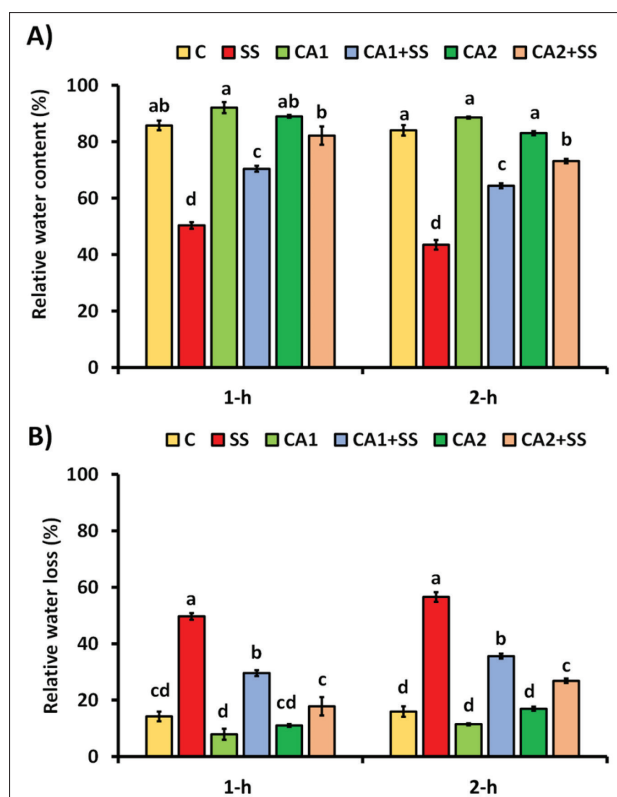 A)
C SS CA1 CA1+SS CA2 CA2+SS
Relative water content (%)
100
80
60
40
20
0
ab d a c ab b
a d a c a b
1-h 2-h
B)
C SS CA1 CA1+SS CA2 CA2+SS
Relative water loss (%)
100
80
60
40
20
0
cd a d b cd c
d a d b d c
1-h 2-h